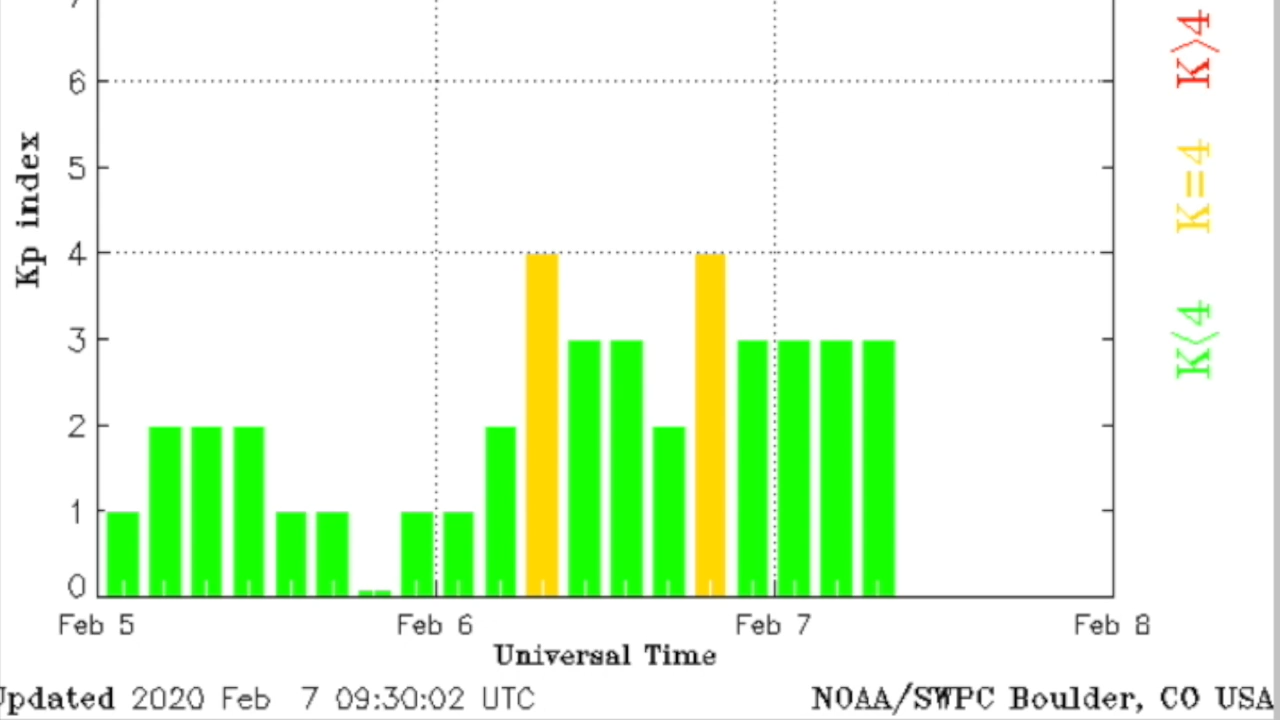 7
6
5
4
3
2
1
0
Kp index
K>4
K=4
K<4
Feb 5 Feb 6 Feb 7 Feb 8
Universal Time
Updated 2020 Feb 7 09:30:02 UTC
NOAA/SWPC Boulder, CO USA